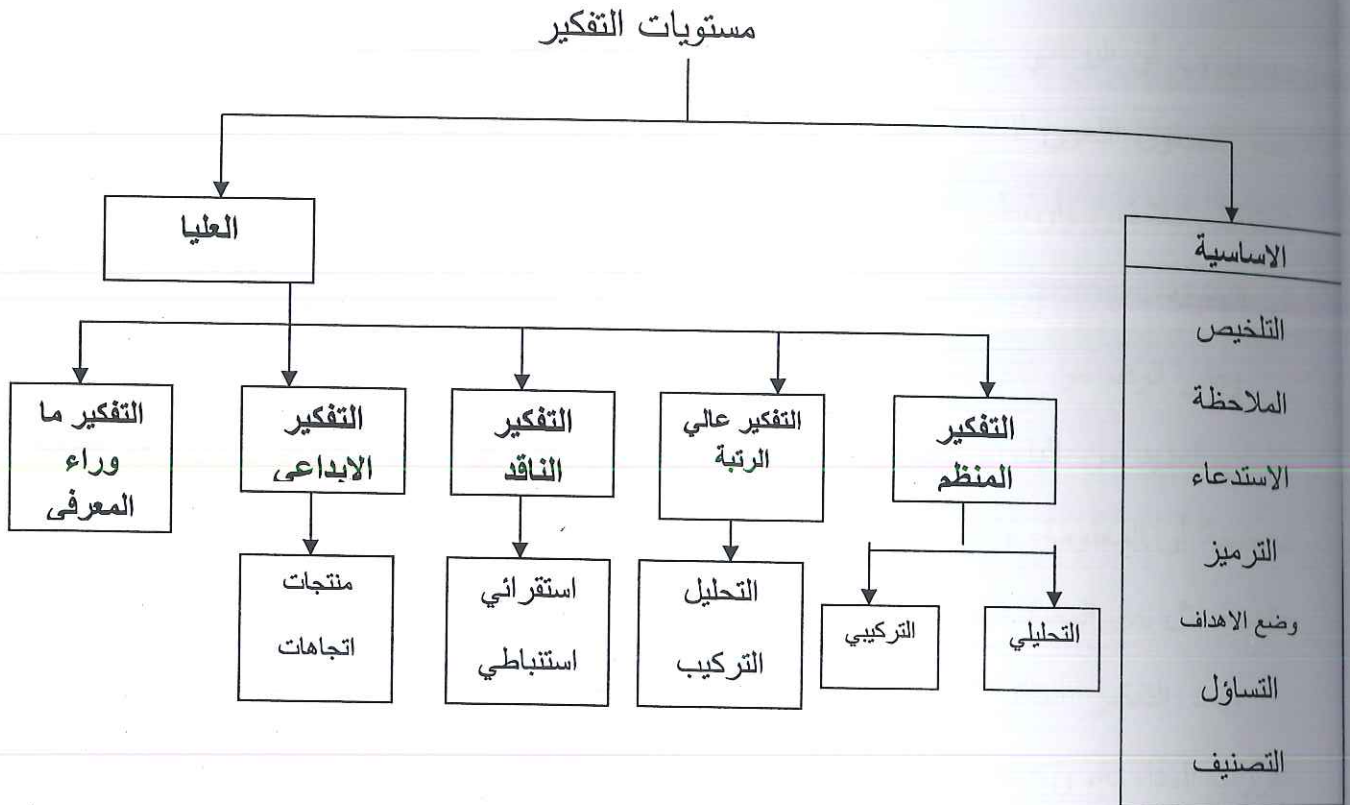 مستويات التفكير
الاساسية
التلخيص
الملاحظة
الاستدعاء
الترميز
وضع الاهداف
التساؤل
التصنيف
العليا
التفكير
المنظم
التحليلي
التركيبي
التفكير عالي
الرتبة
التحليل
التركيب
التفكير
الناقد
استقرائي
استنباطي
التفكير
الابداعى
منتجات
اتجاهات
التفكير ما
وراء
المعرفى